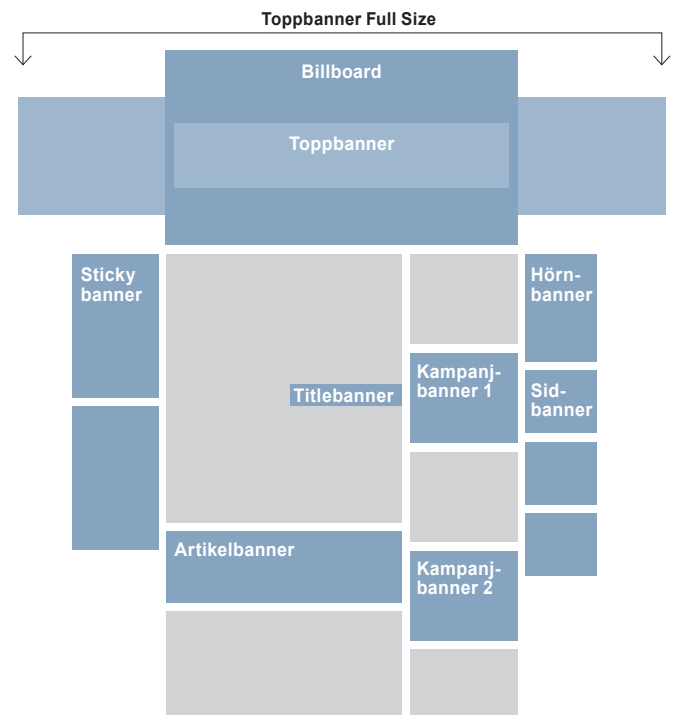 Toppbanner Full Size
Billboard
Toppbanner
Sticky
banner
Hörn-
banner
Kampanj-
banner 1
Titlebanner
Sid-
banner
Artikelbanner
Kampanj-
banner 2